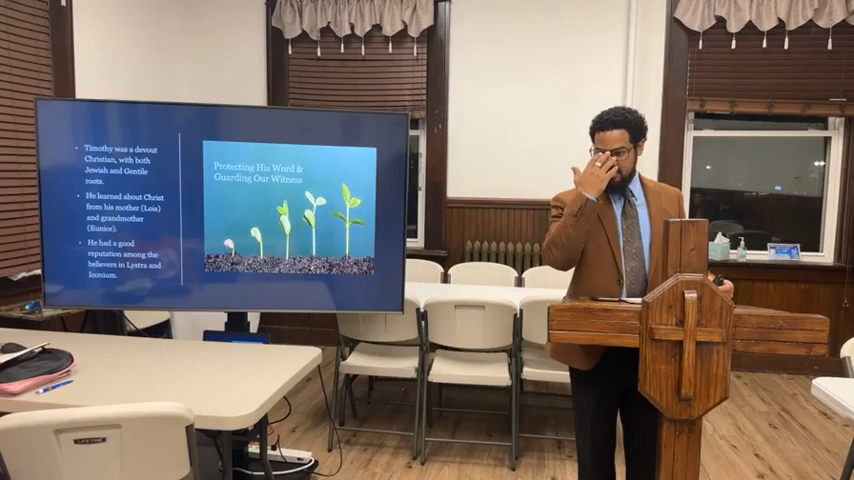 • Timothy was a devout
Christian, with both
Jewish and Gentile
roots.
• He learned about Christ
from his mother (Lois)
and grandmother
(Eunice).
• He had a good
reputation among the
believers in Lystra and
Iconium.
Protecting His Word &
Guarding Our Witness
LIFETIME